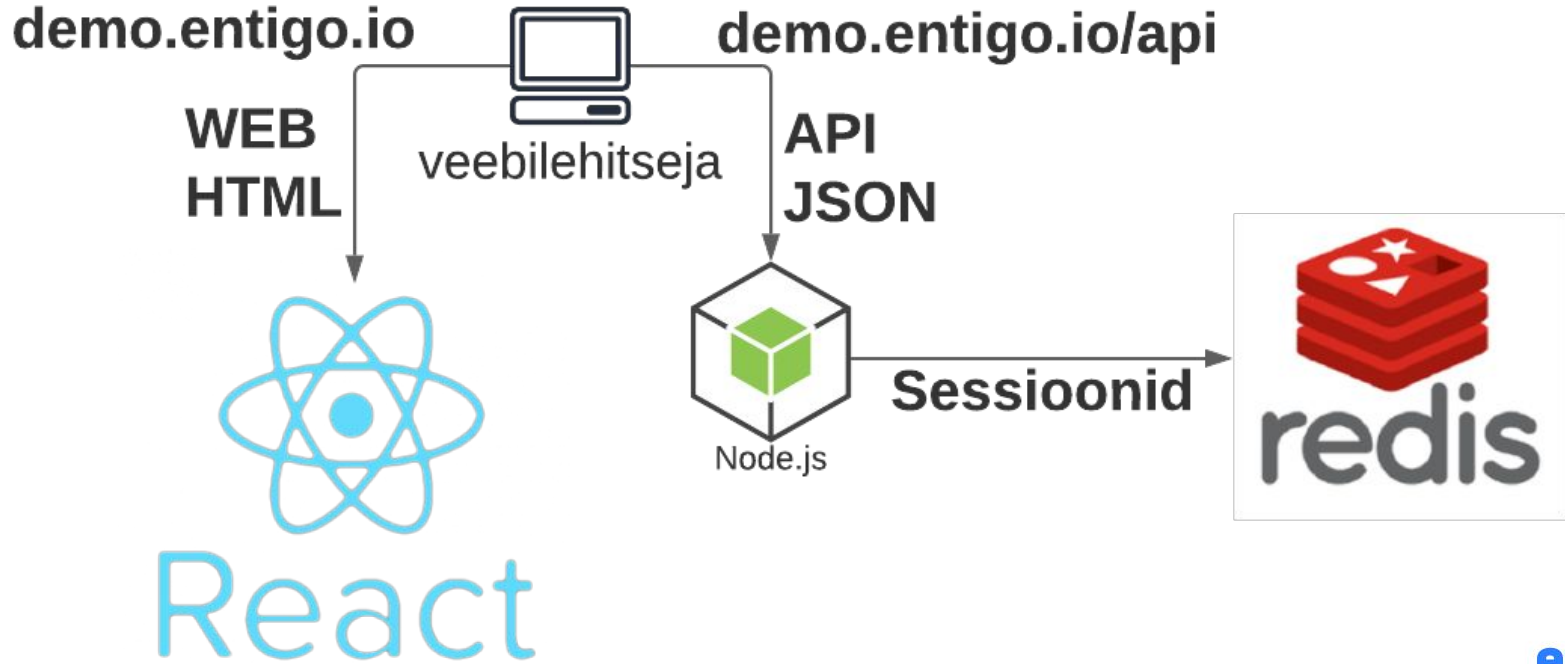 demo.entigo.io
demo.entigo.io/api
WEB
HTML
veebilehitseja
API
JSON
Sessioonid
Node.js
redis
React